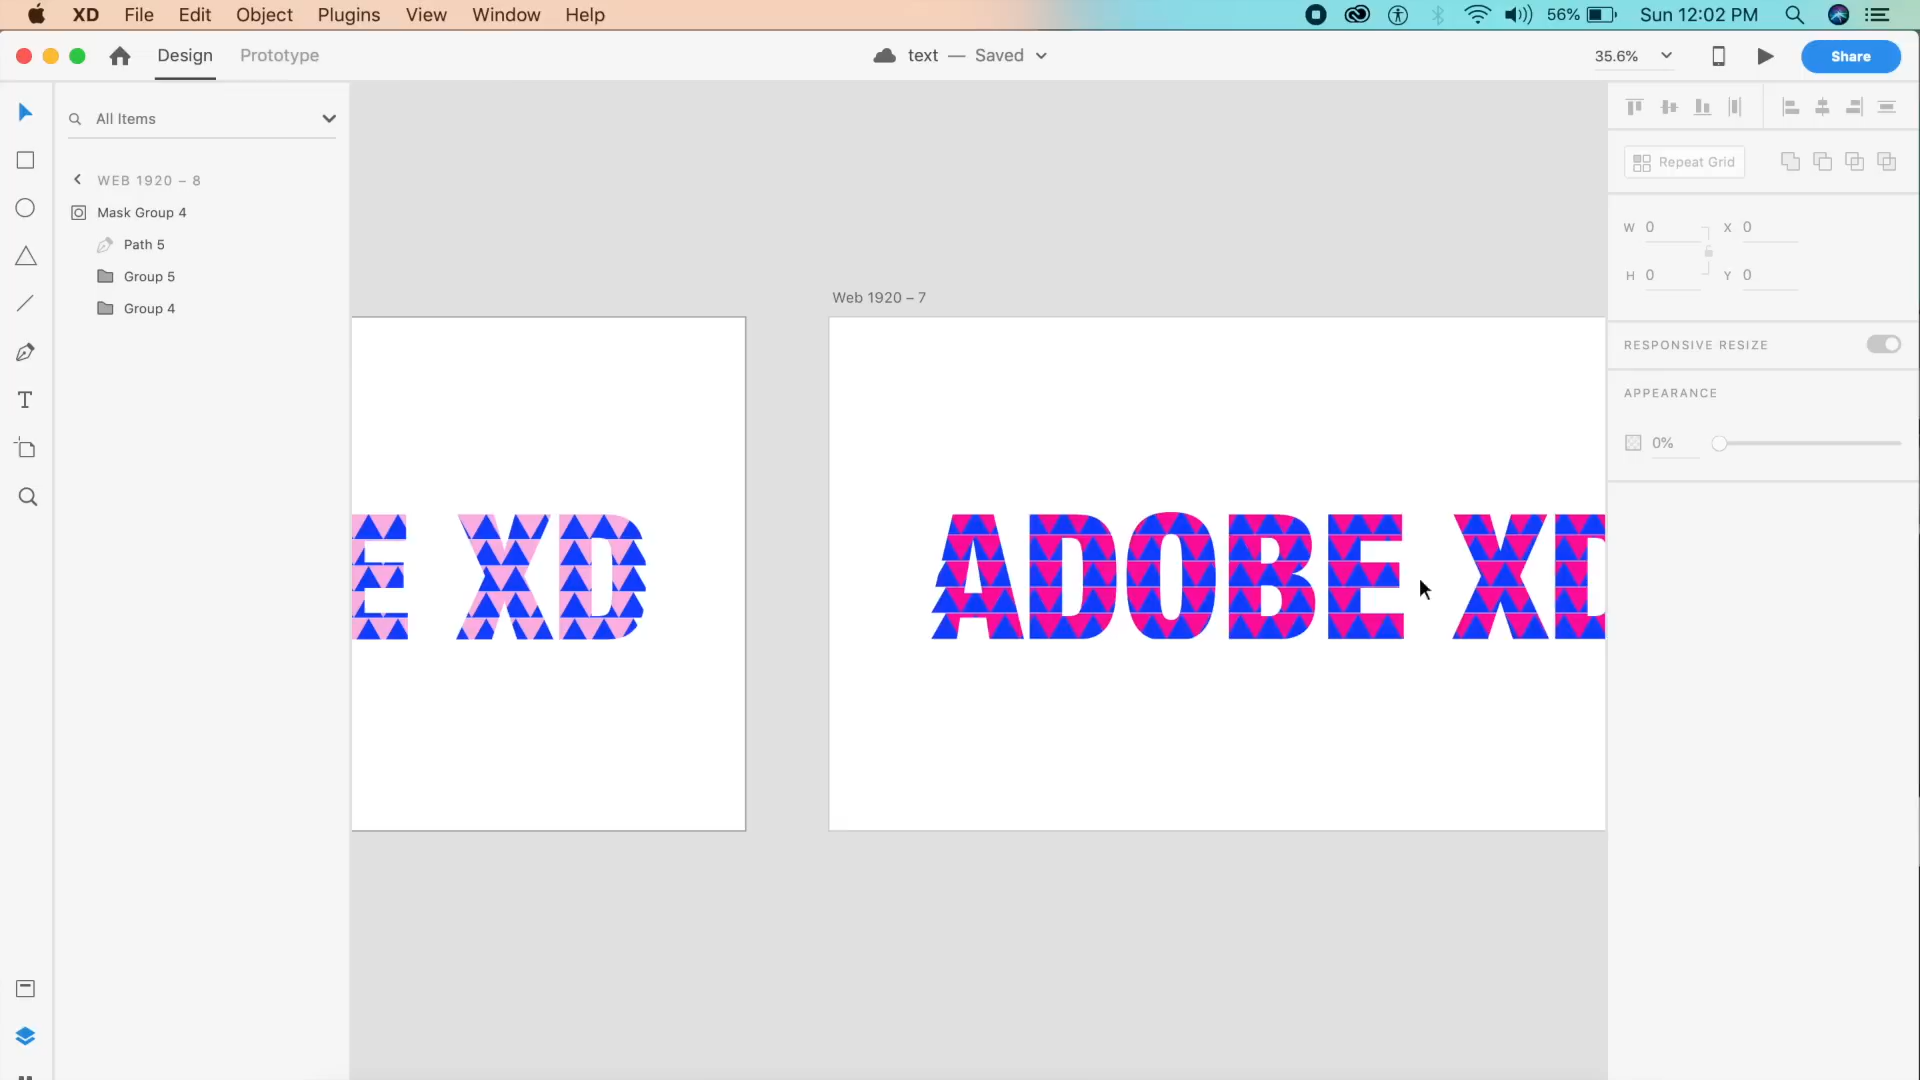 XD File Edit Object Plugins View Window Help 56% Sun 12:02 PM
Design Prototype text — Saved 35.6% Share
All Items
Repeat Grid
WEB 1920 – 8
Mask Group 4
Path 5
Group 5
Group 4
W 0 X 0
H 0 Y 0
Web 1920 – 7
RESPONSIVE RESIZE
APPEARANCE
0%
E XD
ADOBE XD
T